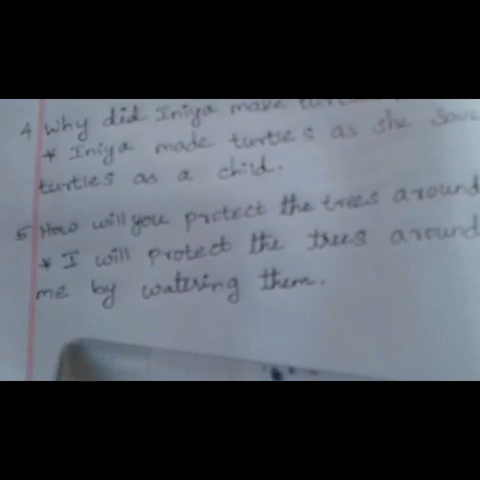 4 Why did Iniya make
* Iniya made turtles as she
turtles as a child.
5 How will you protect the trees around
* I will protect the trees around
me by watering them.